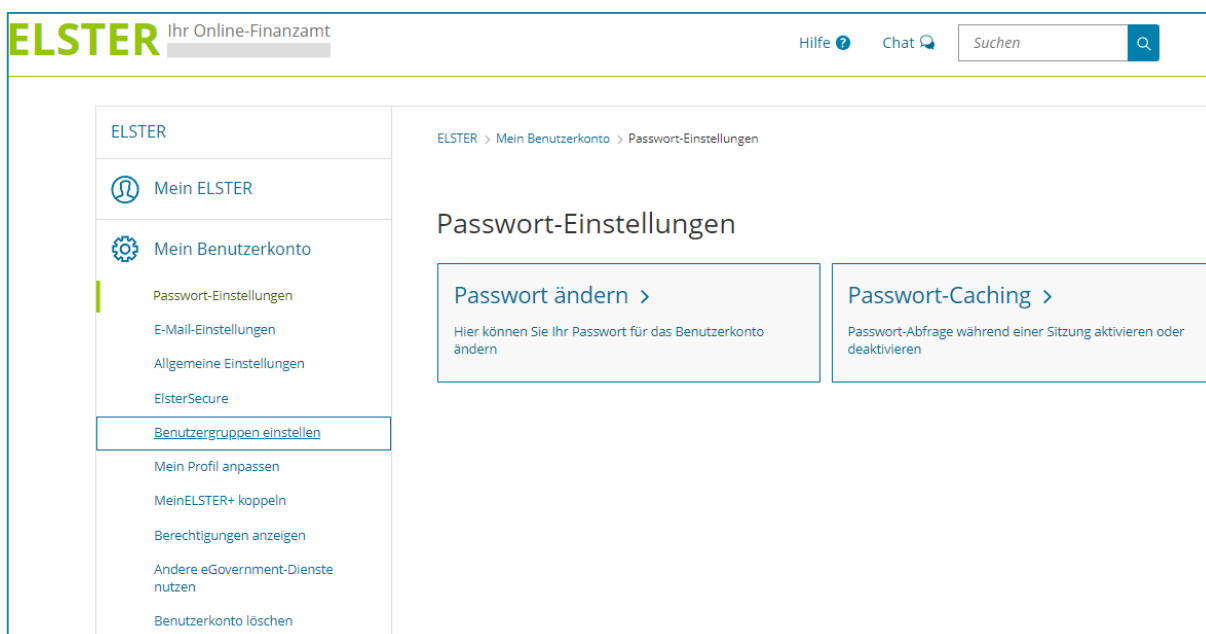 ELSTER Ihr Online-Finanzamt
Hilfe ? Chat Suchen
ELSTER
Mein ELSTER
Mein Benutzerkonto
Passwort-Einstellungen
E-Mail-Einstellungen
Allgemeine Einstellungen
ElsterSecure
Benutzergruppen einstellen
Mein Profil anpassen
MeinELSTER+ koppeln
Berechtigungen anzeigen
Andere eGovernment-Dienste
nutzen
Benutzerkonto löschen
ELSTER > Mein Benutzerkonto > Passwort-Einstellungen
Passwort-Einstellungen
Passwort ändern >
Hier können Sie Ihr Passwort für das Benutzerkonto
ändern
Passwort-Caching >
Passwort-Abfrage während einer Sitzung aktivieren oder
deaktivieren